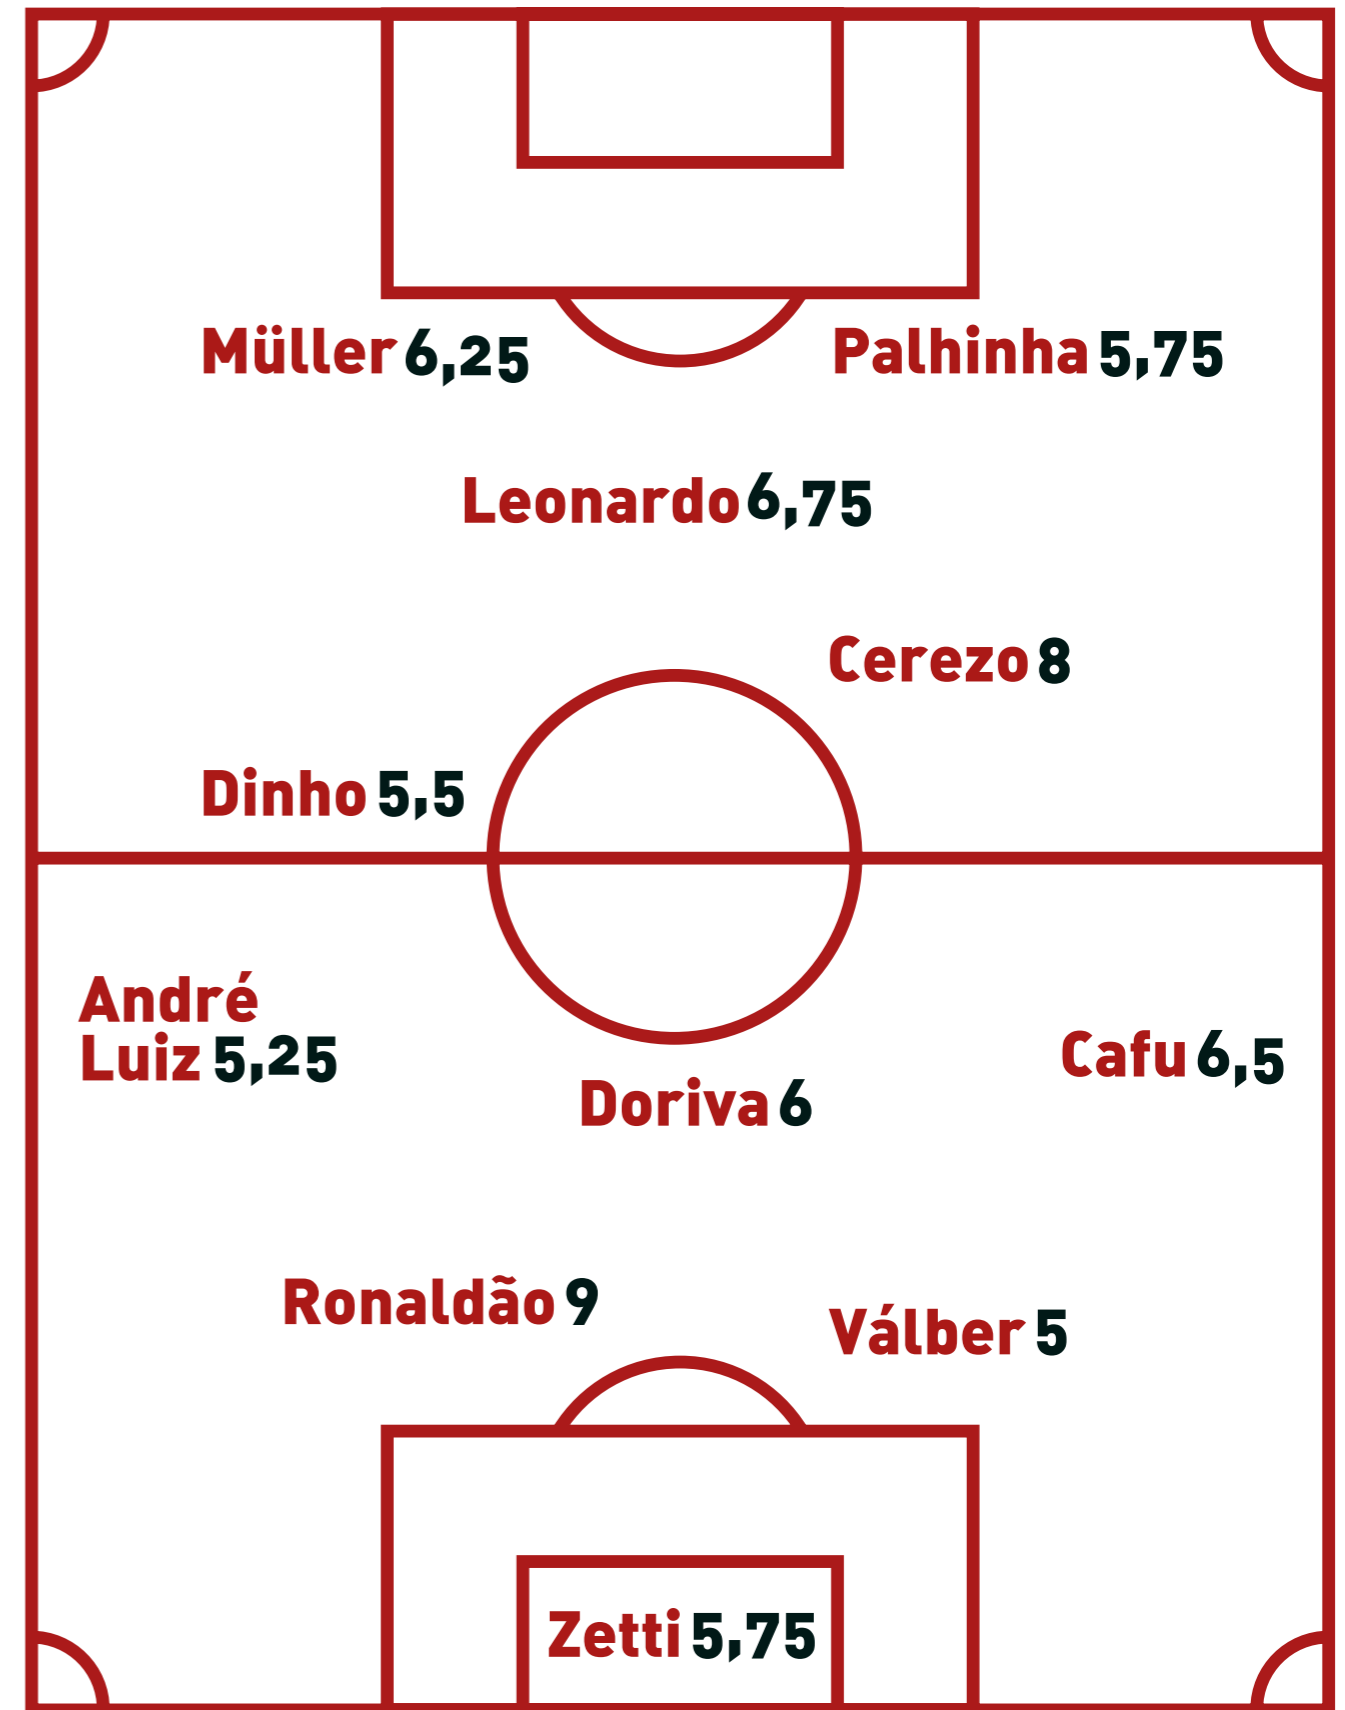 Müller 6,25
Palhinha 5,75
Leonardo 6,75
Cerezo 8
Dinho 5,5
André
Luiz 5,25
Cafu 6,5
Doriva 6
Ronaldão 9
Válber 5
Zetti 5,75